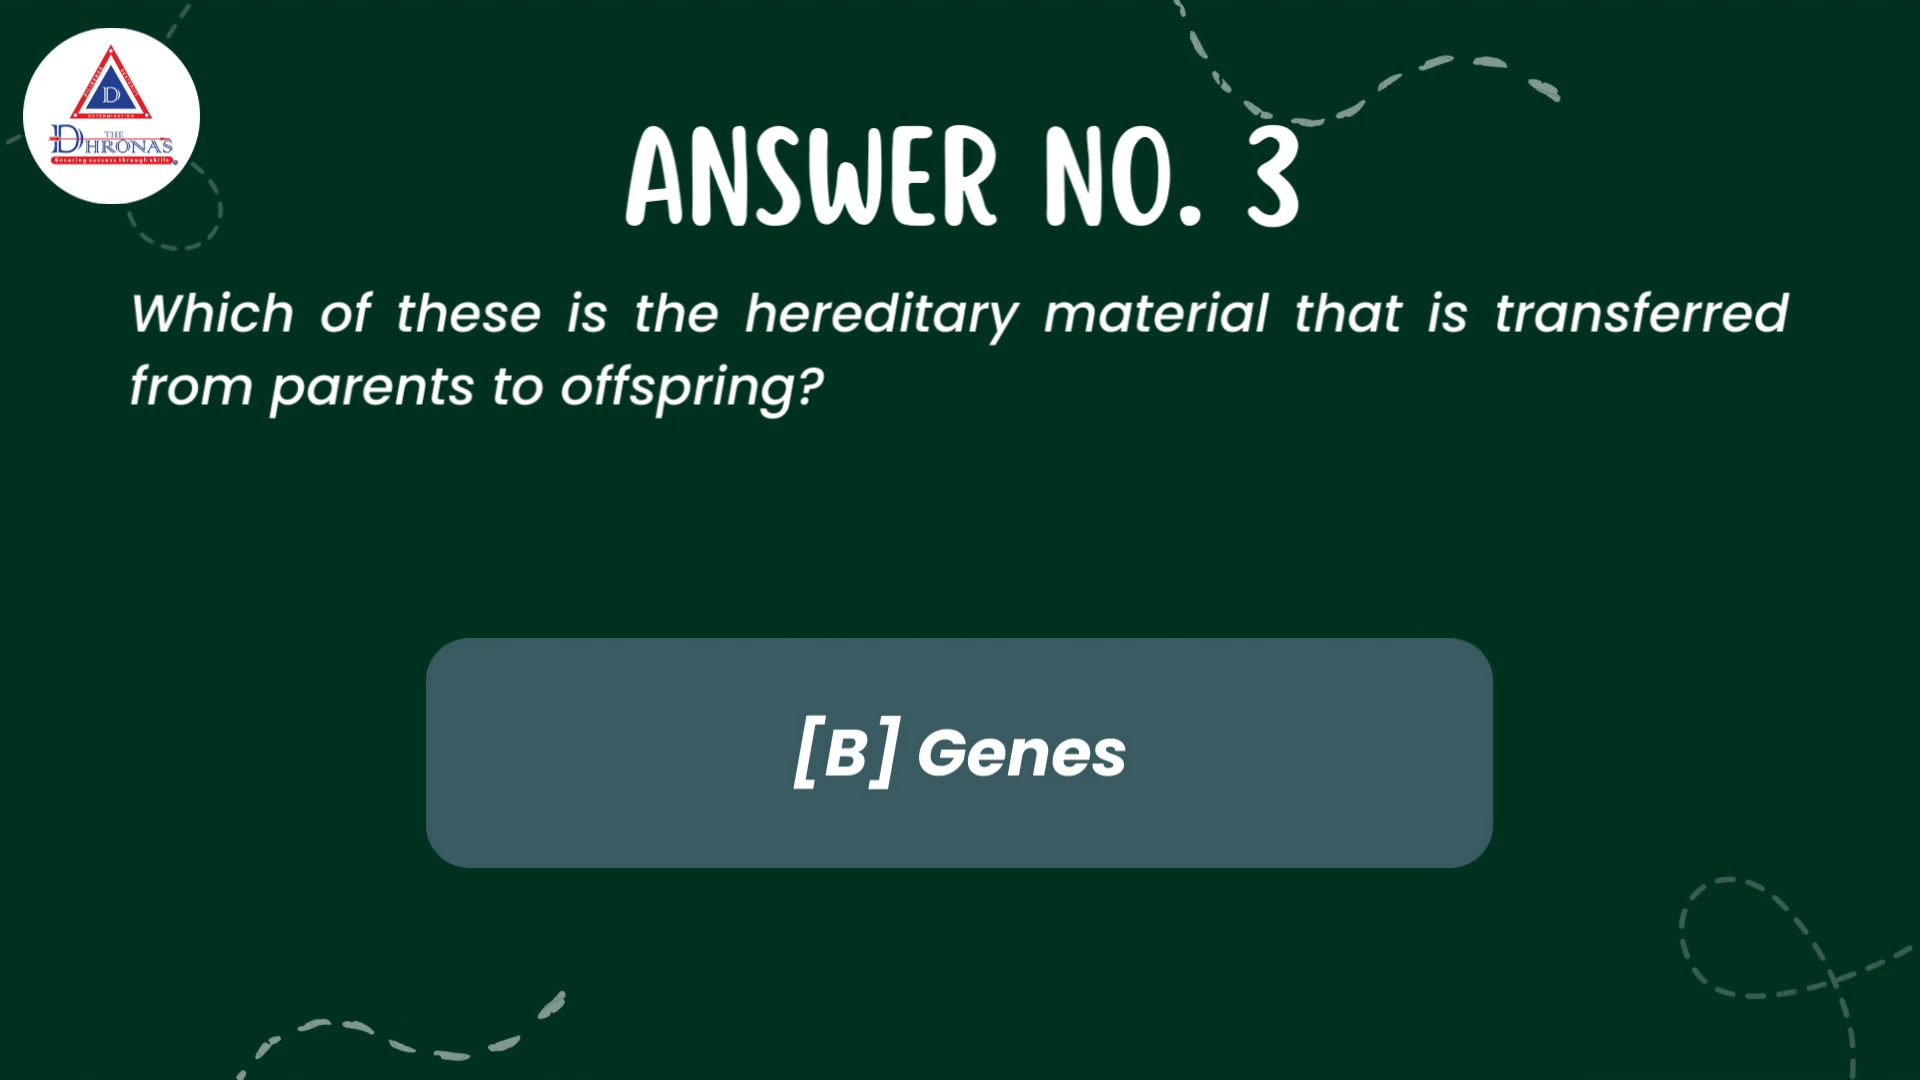 D
DETERMINATION
THE
DHRONAS
Ensuring success through skills
ANSWER NO. 3
Which of these is the hereditary material that is transferred
from parents to offspring?
[B] Genes